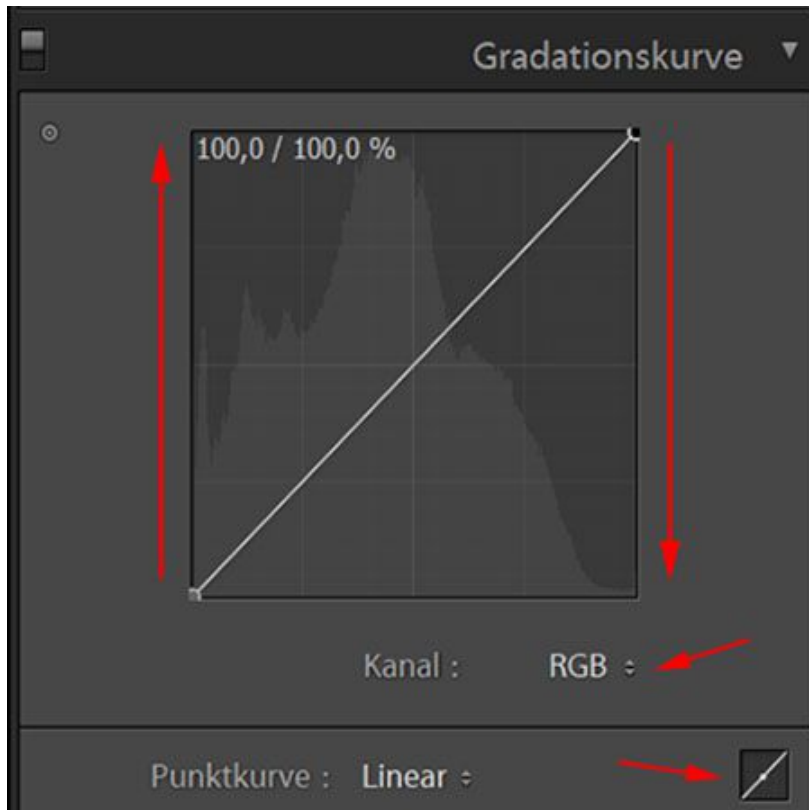 Gradationskurve
100,0 / 100,0 %
Kanal : RGB
Punktkurve : Linear